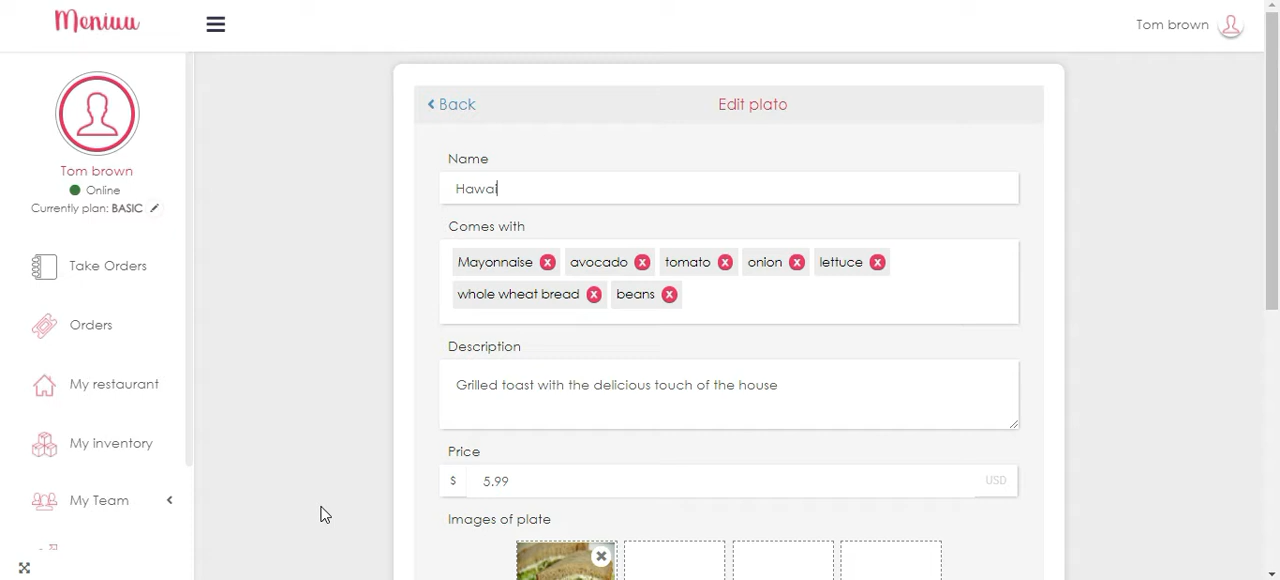 Meniuu
Tom brown
Tom brown
Online
Currently plan: BASIC
Take Orders
Orders
My restaurant
My inventory
My Team
Back
Edit plato
Name
Hawai
Comes with
Mayonnaise x avocado x tomato x onion x lettuce x
whole wheat bread x beans x
Description
Grilled toast with the delicious touch of the house
Price
$ 5.99 USD
Images of plate